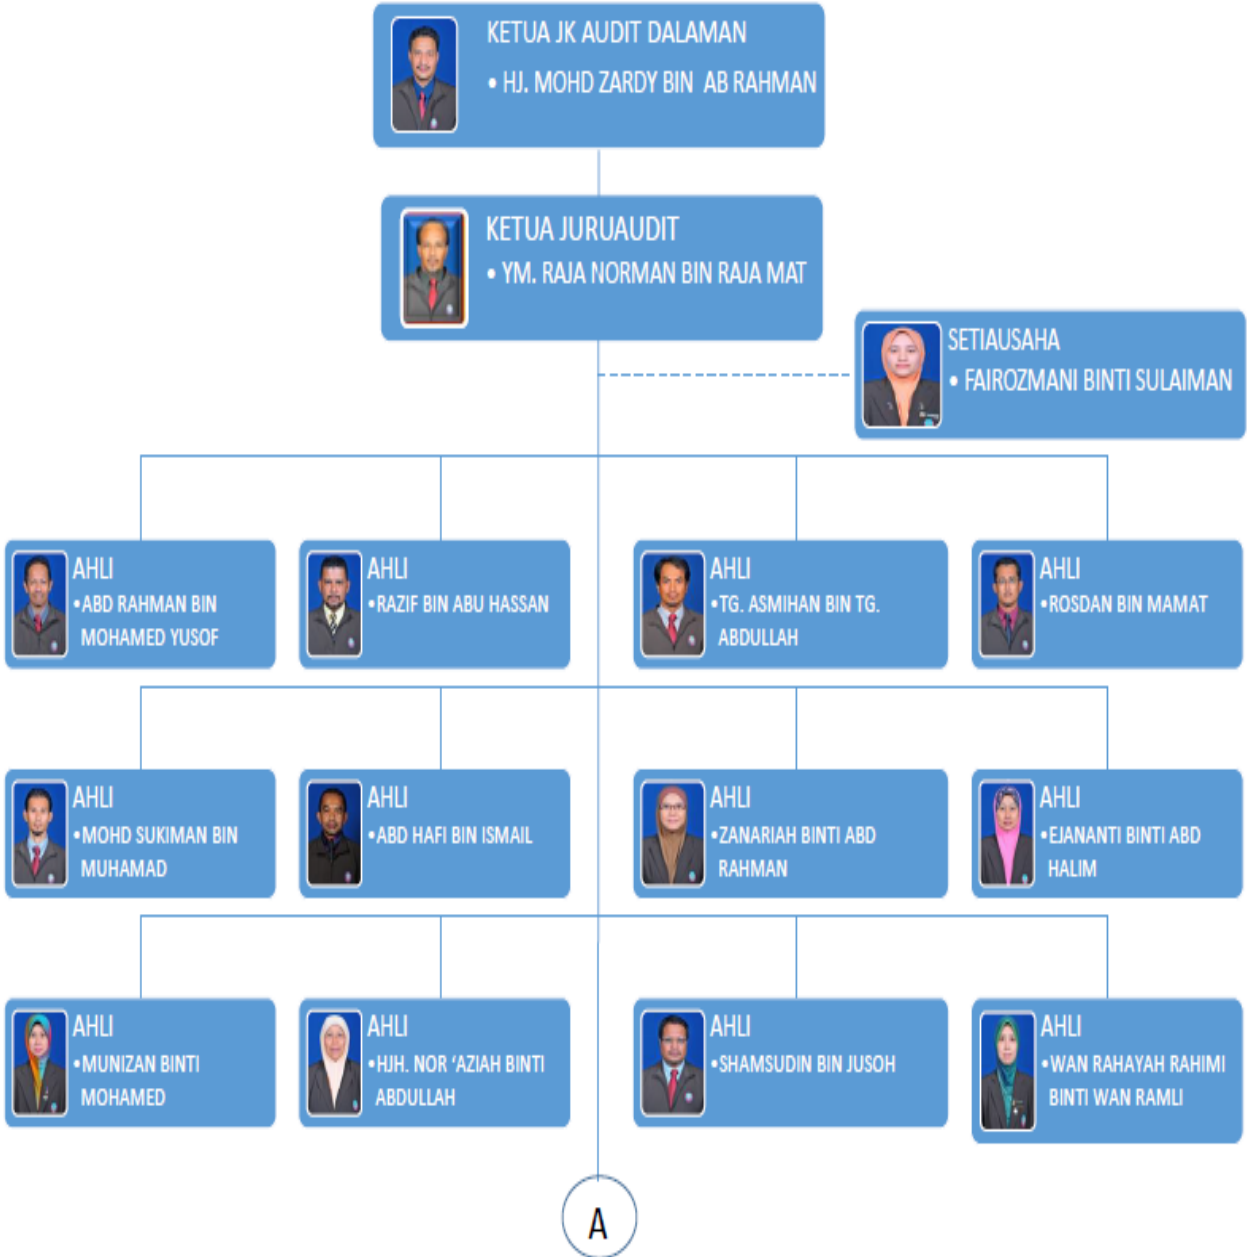 KETUA JK AUDIT DALAMAN
• HJ. MOHD ZARDY BIN AB RAHMAN
KETUA JURUAUDIT
• YM. RAJA NORMAN BIN RAJA MAT
SETIAUSAHA
• FAIROZMANI BINTI SULAIMAN
AHLI
•ABD RAHMAN BIN
MOHAMED YUSOF
AHLI
•RAZIF BIN ABU HASSAN
AHLI
•TG. ASMIHAN BIN TG.
ABDULLAH
AHLI
•ROSDAN BIN MAMAT
AHLI
•MOHD SUKIMAN BIN
MUHAMAD
AHLI
•ABD HAFI BIN ISMAIL
AHLI
•ZANARIAH BINTI ABD
RAHMAN
AHLI
•EJANANTI BINTI ABD
HALIM
AHLI
•MUNIZAN BINTI
MOHAMED
AHLI
•HJH. NOR ‘AZIAH BINTI
ABDULLAH
AHLI
•SHAMSUDIN BIN JUSOH
AHLI
•WAN RAHAYAH RAHIMI
BINTI WAN RAMLI
A